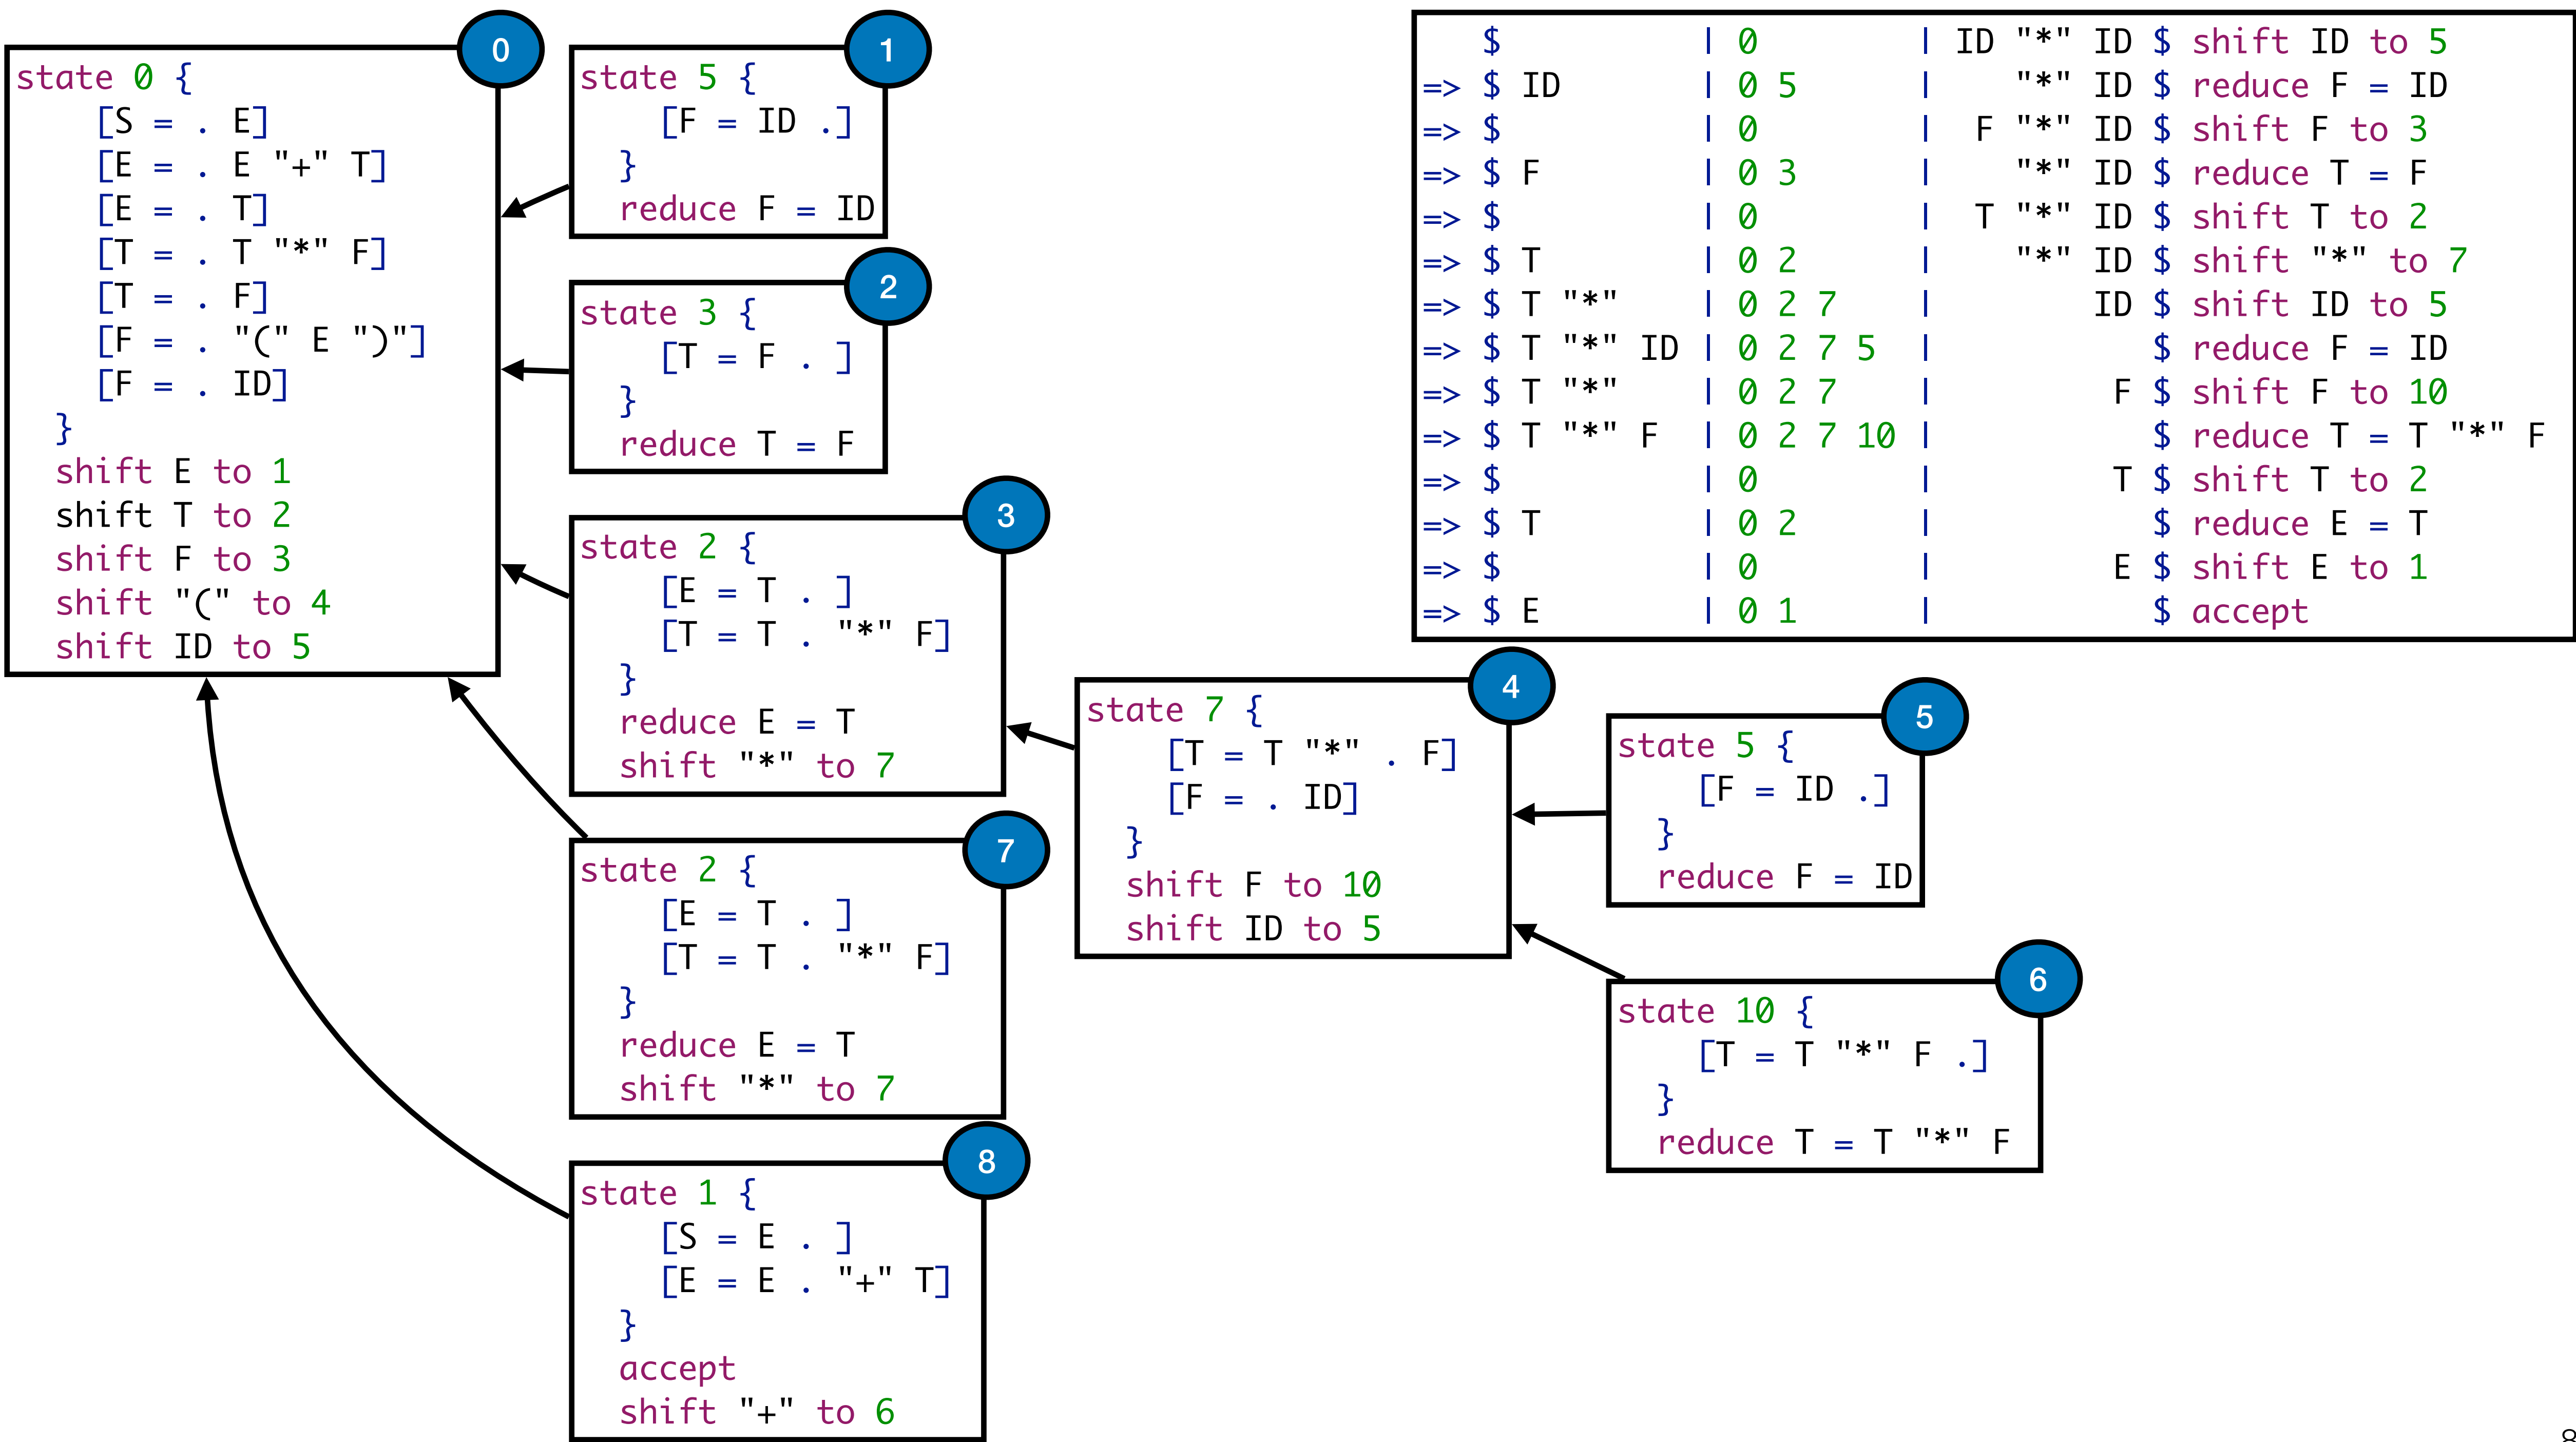 0
state 0 {
[S = . E]
[E = . E "+" T]
[E = . T]
[T = . T "*" F]
[T = . F]
[F = . "(" E ")"]
[F = . ID]
}
shift E to 1
shift T to 2
shift F to 3
shift "(" to 4
shift ID to 5
1
state 5 {
[F = ID .]
}
reduce F = ID
2
state 3 {
[T = F . ]
}
reduce T = F
3
state 2 {
[E = T . ]
[T = T . "*" F]
}
reduce E = T
shift "*" to 7
$ | 0 | ID "*" ID $ shift ID to 5
=> $ ID | 0 5 | "*" ID $ reduce F = ID
=> $ | 0 | F "*" ID $ shift F to 3
=> $ F | 0 3 | "*" ID $ reduce T = F
=> $ | 0 | T "*" ID $ shift T to 2
=> $ T | 0 2 | "*" ID $ shift "*" to 7
=> $ T "*" | 0 2 7 | ID $ shift ID to 5
=> $ T "*" ID | 0 2 7 5 | $ reduce F = ID
=> $ T "*" | 0 2 7 | F $ shift F to 10
=> $ T "*" F | 0 2 7 10 | $ reduce T = T "*" F
=> $ | 0 | T $ shift T to 2
=> $ T | 0 2 | $ reduce E = T
=> $ | 0 | E $ shift E to 1
=> $ E | 0 1 | $ accept
4
state 7 {
[T = T "*" . F]
[F = . ID]
}
shift F to 10
shift ID to 5
5
state 5 {
[F = ID .]
}
reduce F = ID
6
state 10 {
[T = T "*" F .]
}
reduce T = T "*" F
7
state 2 {
[E = T . ]
[T = T . "*" F]
}
reduce E = T
shift "*" to 7
8
state 1 {
[S = E . ]
[E = E . "+" T]
}
accept
shift "+" to 6